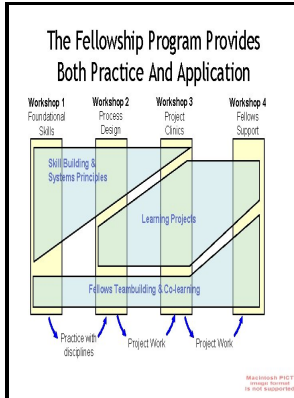 The Fellowship Program Provides
Both Practice And Application
Workshop 1
Foundational
Skills
Workshop 2
Process
Design
Workshop 3
Project
Clinics
Workshop 4
Fellows
Support
Skill Building &
Systems Principles
Learning Projects
Fellows Teambuilding & Co-learning
Practice with
disciplines
Project Work
Project Work
Macintosh PICT
image format
is not supported